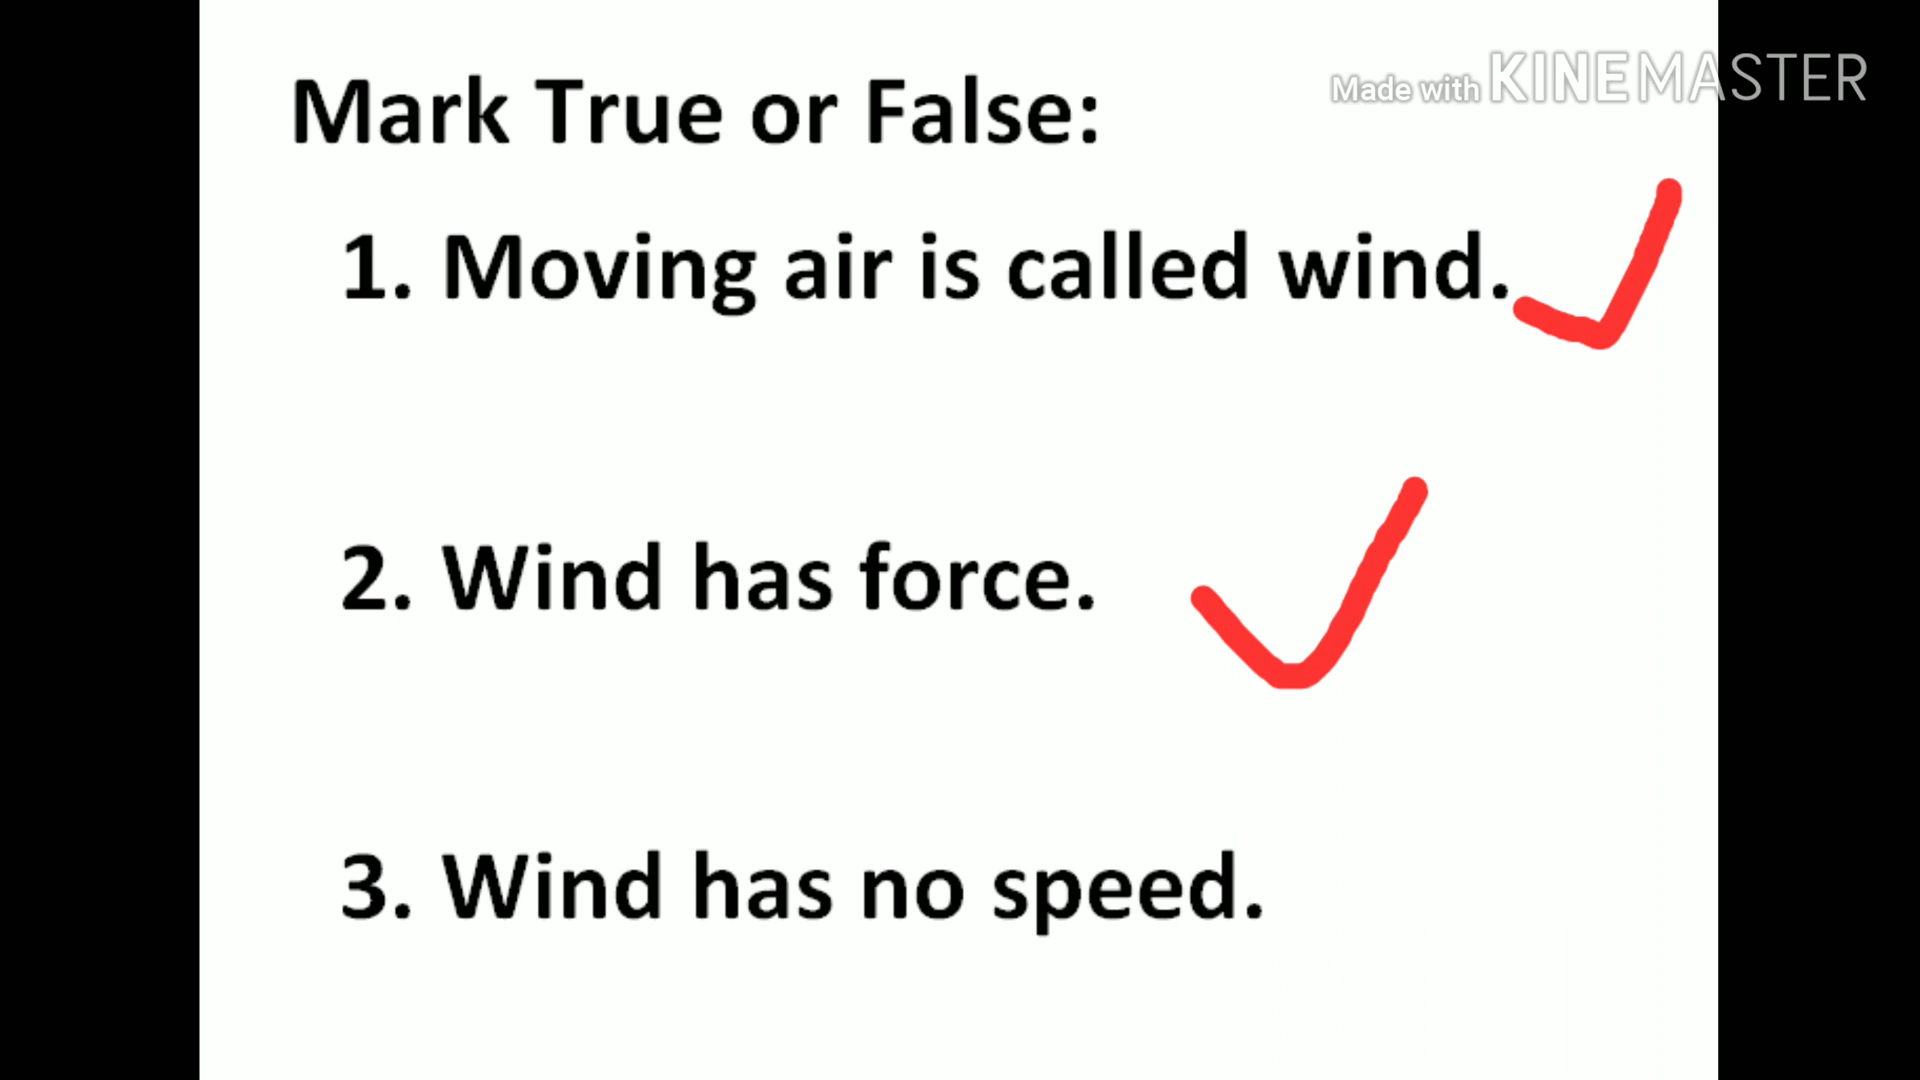 Made with KINEMASTER
Mark True or False:
1. Moving air is called wind.
2. Wind has force.
3. Wind has no speed.